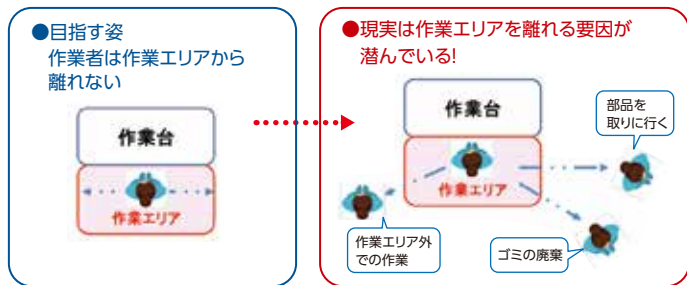 ●目指す姿
作業者は作業エリアから
離れない
作業台
作業エリア
●現実は作業エリアを離れる要因が
潜んでいる!
作業台
作業エリア
部品を
取りに行く
作業エリア外
での作業
ゴミの廃棄